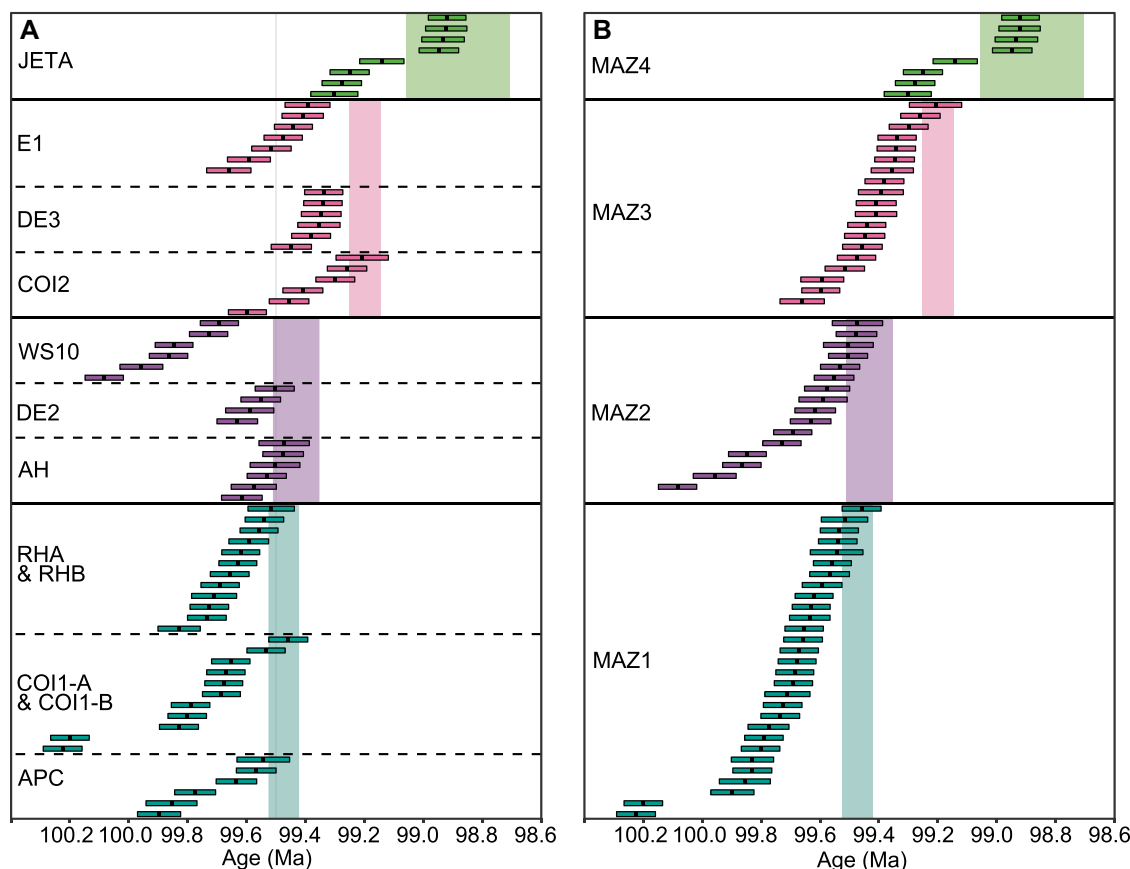 A
JETA
E1
DE3
COI2
WS10
DE2
AH
RHA
& RHB
COI1-A
& COI1-B
APC
100.2 100.0 99.8 99.6 99.4 99.2 99.0 98.8 98.6
Age (Ma)
B
MAZ4
MAZ3
MAZ2
MAZ1
100.2 100.0 99.8 99.6 99.4 99.2 99.0 98.8 98.6
Age (Ma)